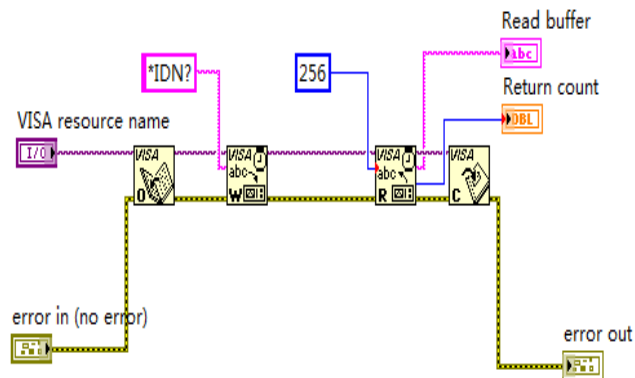 Read buffer
abc
*IDN?
256
Return count
DBL
VISA resource name
I/O
VISA
O
VISA
abc
W
VISA
abc
R
VISA
C
error in (no error)
error out